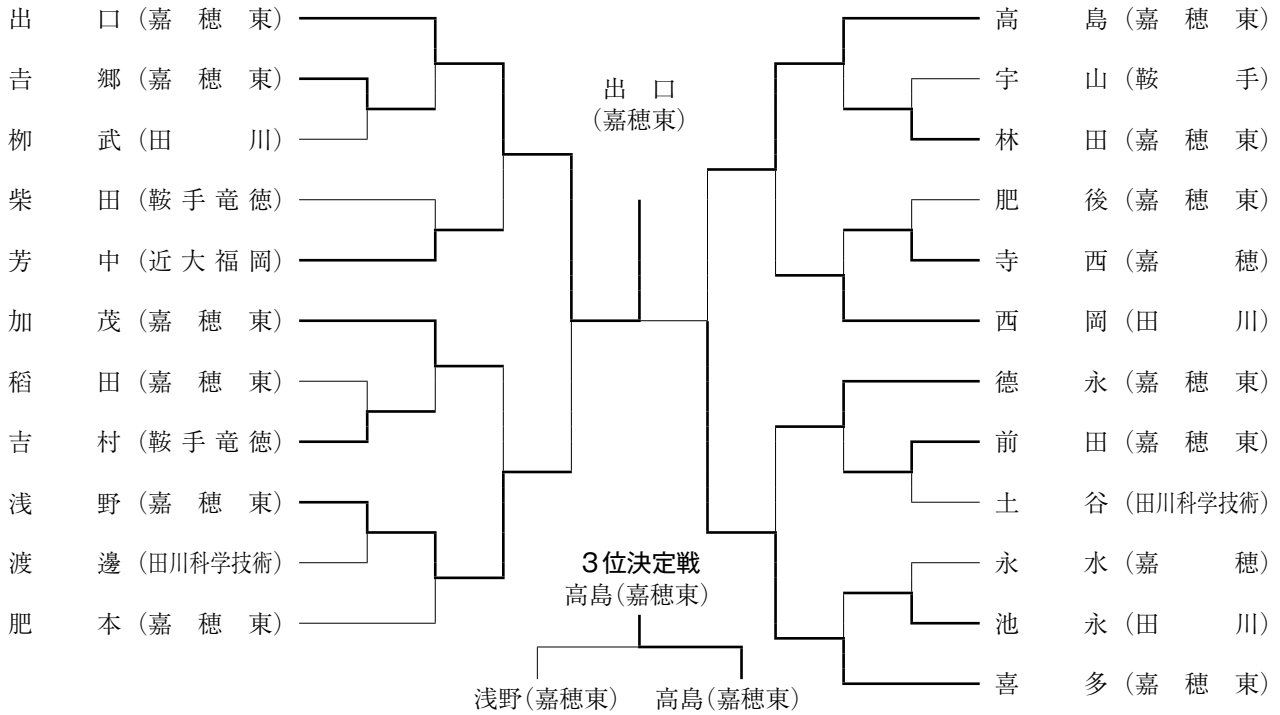 出口（嘉穂東）
𠮷郷（嘉穂東）
栁武（田川）
柴田（鞍手竜徳）
芳中（近大福岡）
加茂（嘉穂東）
稻田（嘉穂東）
吉村（鞍手竜徳）
浅野（嘉穂東）
渡邊（田川科学技術）
肥本（嘉穂東）
出口
（嘉穂東）
3位決定戦
高島（嘉穂東）
浅野（嘉穂東） 高島（嘉穂東）
高島（嘉穂東）
宇山（鞍手）
林田（嘉穂東）
肥後（嘉穂東）
寺西（嘉穂）
西岡（田川）
德永（嘉穂東）
前田（嘉穂東）
土谷（田川科学技術）
永水（嘉穂）
池永（田川）
喜多（嘉穂東）